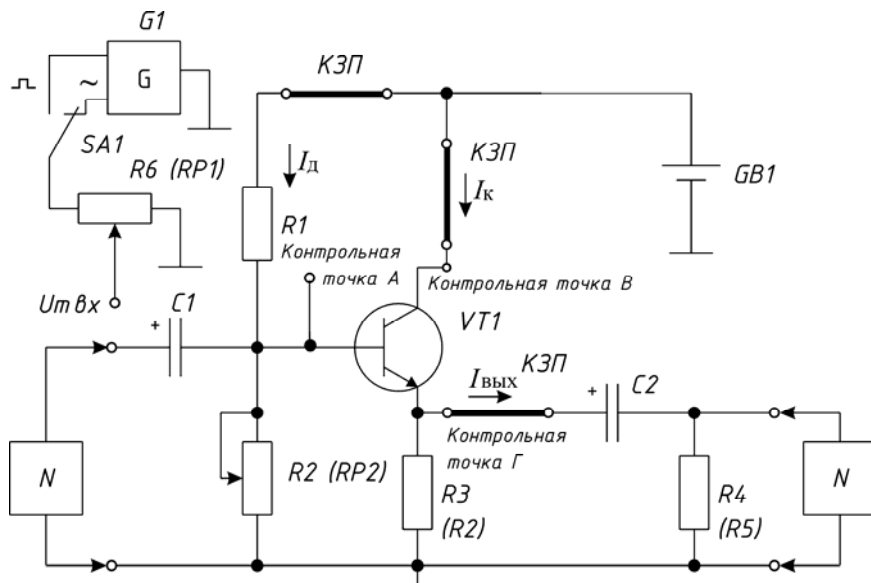 G1
G
~
КЗП
SA1
R6 (RP1)
КЗП
Iд
Iк
GB1
R1
Контрольная
точка А
Контрольная точка В
Um вх
C1
+
VT1
КЗП
Iвых
+
C2
Контрольная
точка Г
N
R2 (RP2)
R3
(R2)
R4
(R5)
N